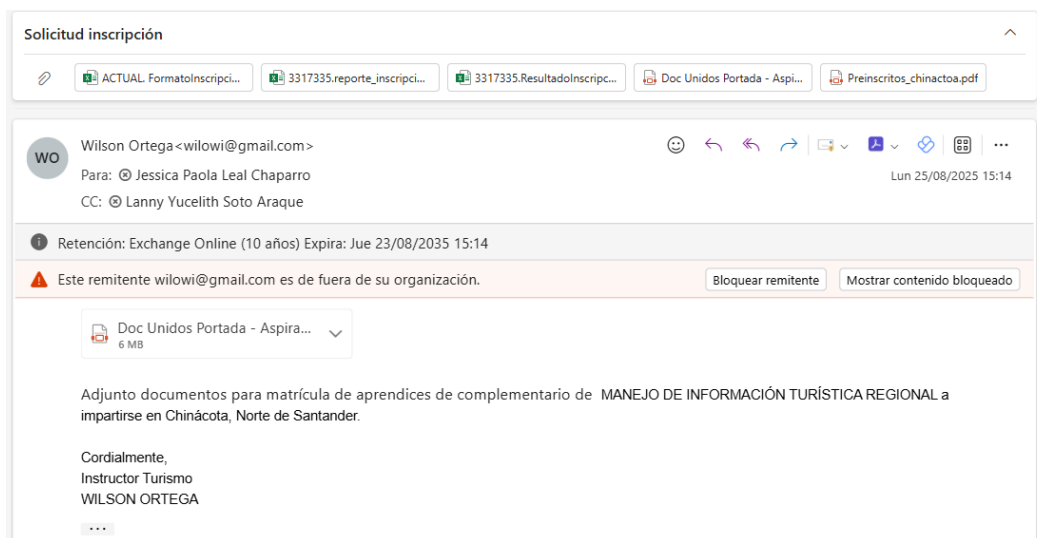 Solicitud inscripción
ACTUAL. FormatoInscripci...
3317335.reporte_inscripci...
3317335.ResultadoInscripc...
Doc Unidos Portada - Aspi...
Preinscritos_chinactoa.pdf
WO
Wilson Ortega<wilowi@gmail.com>
Para: Jessica Paola Leal Chaparro
Lun 25/08/2025 15:14
CC: Lanny Yucelith Soto Araque
Retención: Exchange Online (10 años) Expira: Jue 23/08/2035 15:14
Este remitente wilowi@gmail.com es de fuera de su organización.
Bloquear remitente
Mostrar contenido bloqueado
Doc Unidos Portada - Aspira...
6 MB
Adjunto documentos para matrícula de aprendices de complementario de MANEJO DE INFORMACIÓN TURÍSTICA REGIONAL a
impartirse en Chinácota, Norte de Santander.
Cordialmente,
Instructor Turismo
WILSON ORTEGA
...